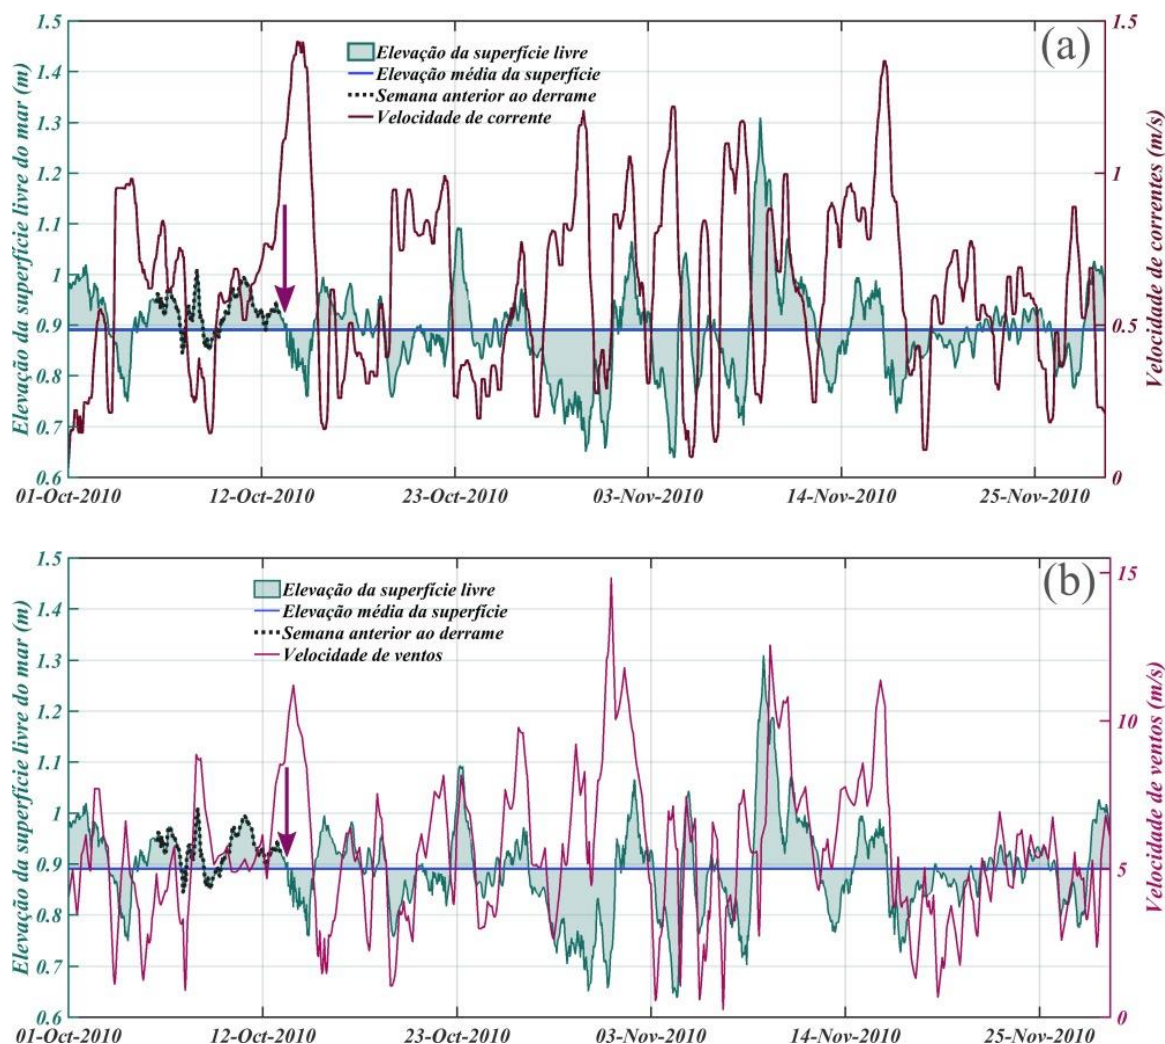 (a)
Elevação da superfície livre do mar (m)
1.5
1.4
1.3
1.2
1.1
1
0.9
0.8
0.7
0.6
Elevação da superfície livre
Elevação média da superfície
Semana anterior ao derrame
Velocidade de corrente
1.5
1
0.5
0
Velocidade de correntes (m/s)
01-Oct-2010 12-Oct-2010 23-Oct-2010 03-Nov-2010 14-Nov-2010 25-Nov-2010
(b)
Elevação da superfície livre do mar (m)
1.5
1.4
1.3
1.2
1.1
1
0.9
0.8
0.7
0.6
Elevação da superfície livre
Elevação média da superfície
Semana anterior ao derrame
Velocidade de ventos
15
10
5
0
Velocidade de ventos (m/s)
01-Oct-2010 12-Oct-2010 23-Oct-2010 03-Nov-2010 14-Nov-2010 25-Nov-2010